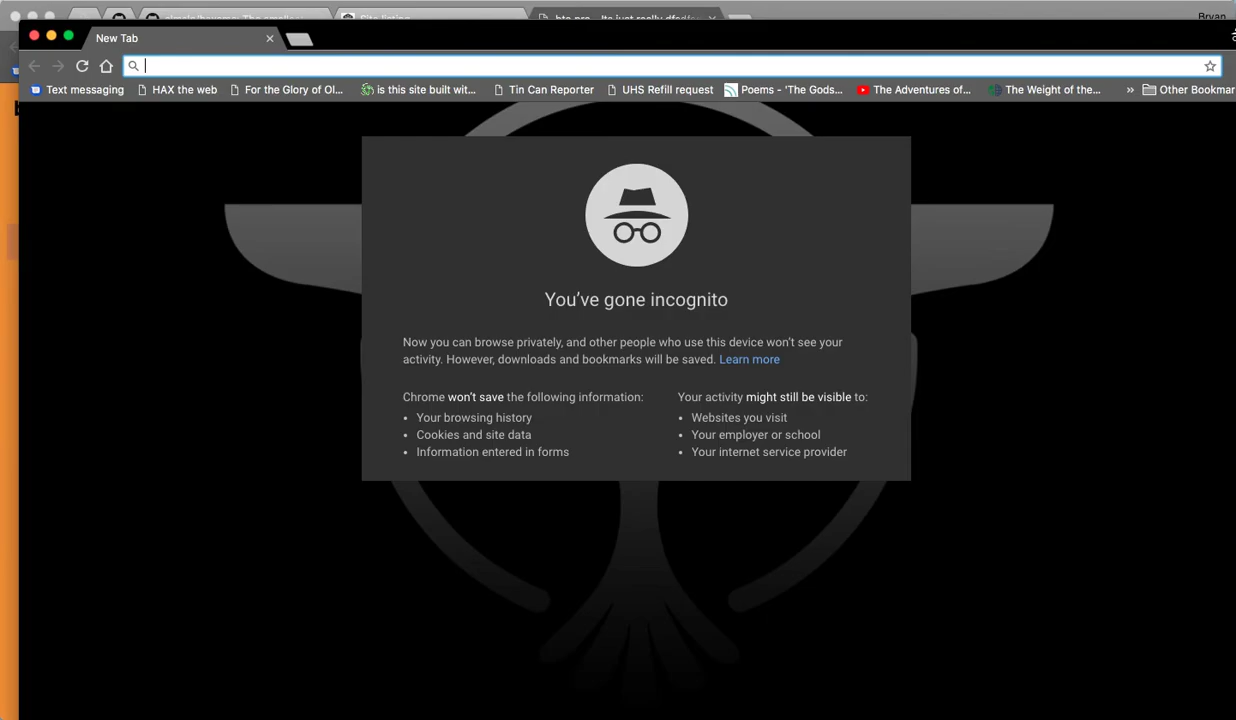 Site listing
Bryan
New Tab
Text messaging
HAX the web
For the Glory of Ol...
is this site built wit...
Tin Can Reporter
UHS Refill request
Poems - 'The Gods...
The Adventures of...
The Weight of the...
»
Other Bookmar
You've gone incognito
Now you can browse privately, and other people who use this device won't see your
activity. However, downloads and bookmarks will be saved. Learn more
Chrome won't save the following information:
• Your browsing history
• Cookies and site data
• Information entered in forms
Your activity might still be visible to:
• Websites you visit
• Your employer or school
• Your internet service provider